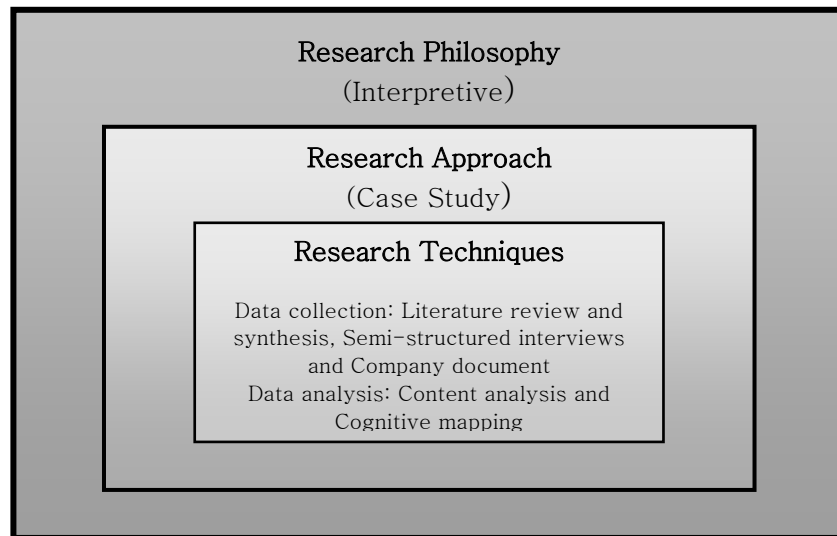 Research Philosophy
(Interpretive)
Research Approach
(Case Study)
Research Techniques
Data collection: Literature review and
synthesis, Semi-structured interviews
and Company document
Data analysis: Content analysis and
Cognitive mapping